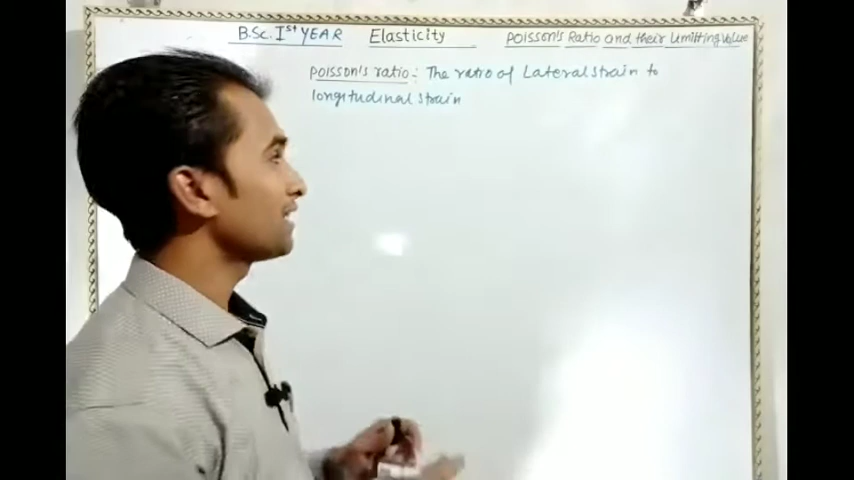 B.Sc. Ist YEAR Elasticity Poisson's Ratio and their Limitting Value
Poisson's ratio:- The ratio of Lateral strain to
longitudinal strain